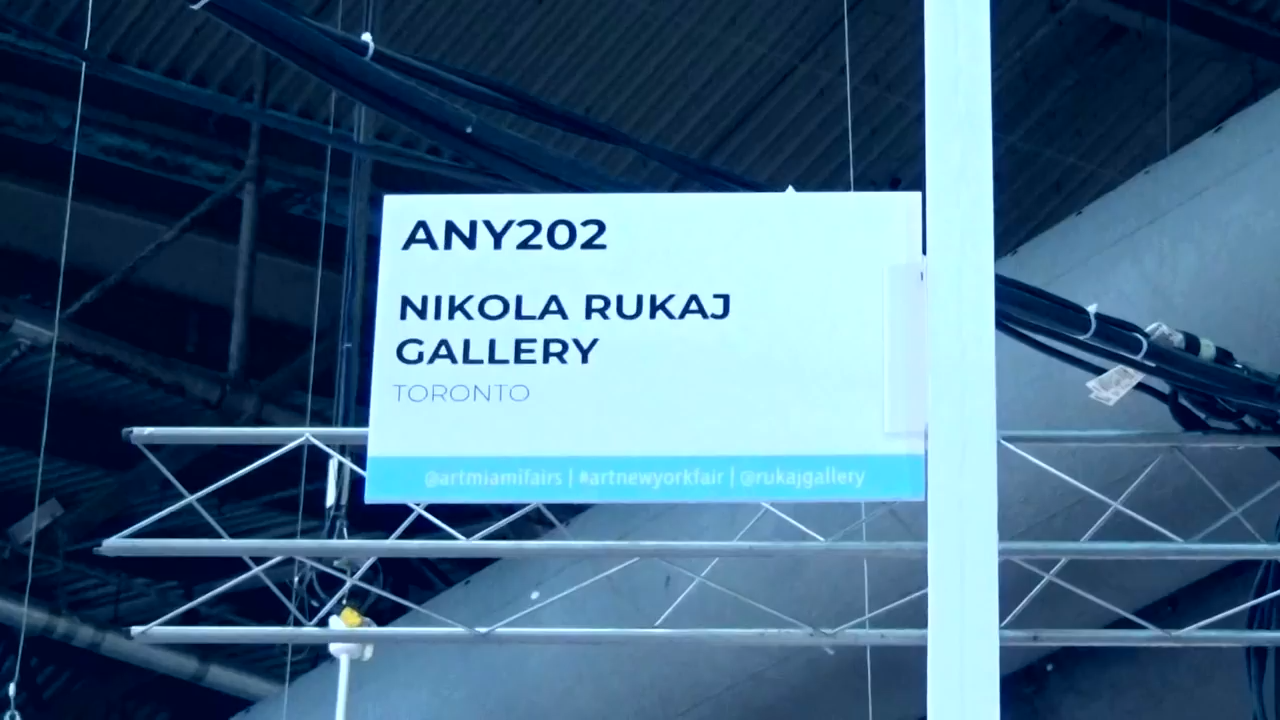 ANY202
NIKOLA RUKAJ
GALLERY
TORONTO
@artmiamifairs | #artnewyorkfair | @rukajgallery